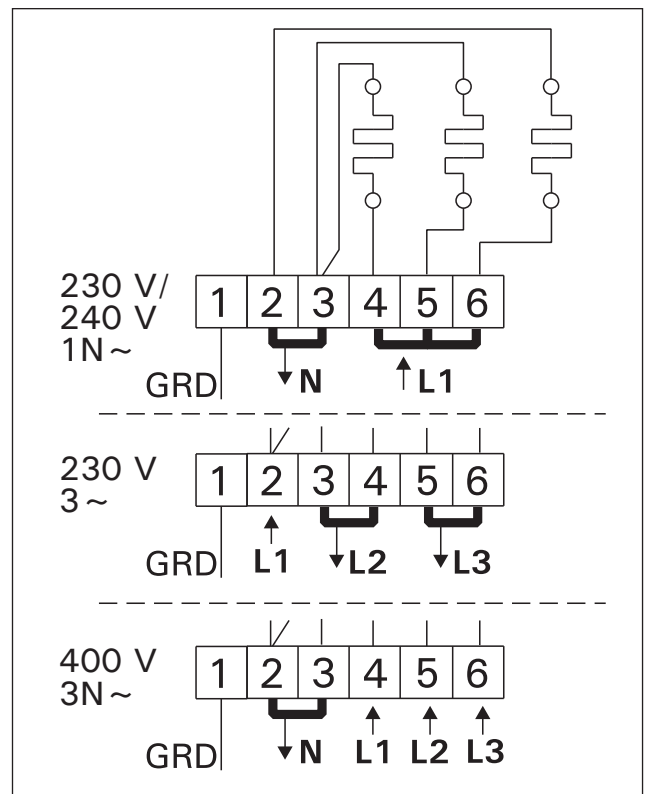 230 V/
240 V
1N~
1 2 3 4 5 6
GRD
N
L1
230 V
3~
1 2 3 4 5 6
GRD
L1
L2
L3
400 V
3N~
1 2 3 4 5 6
GRD
N
L1
L2
L3